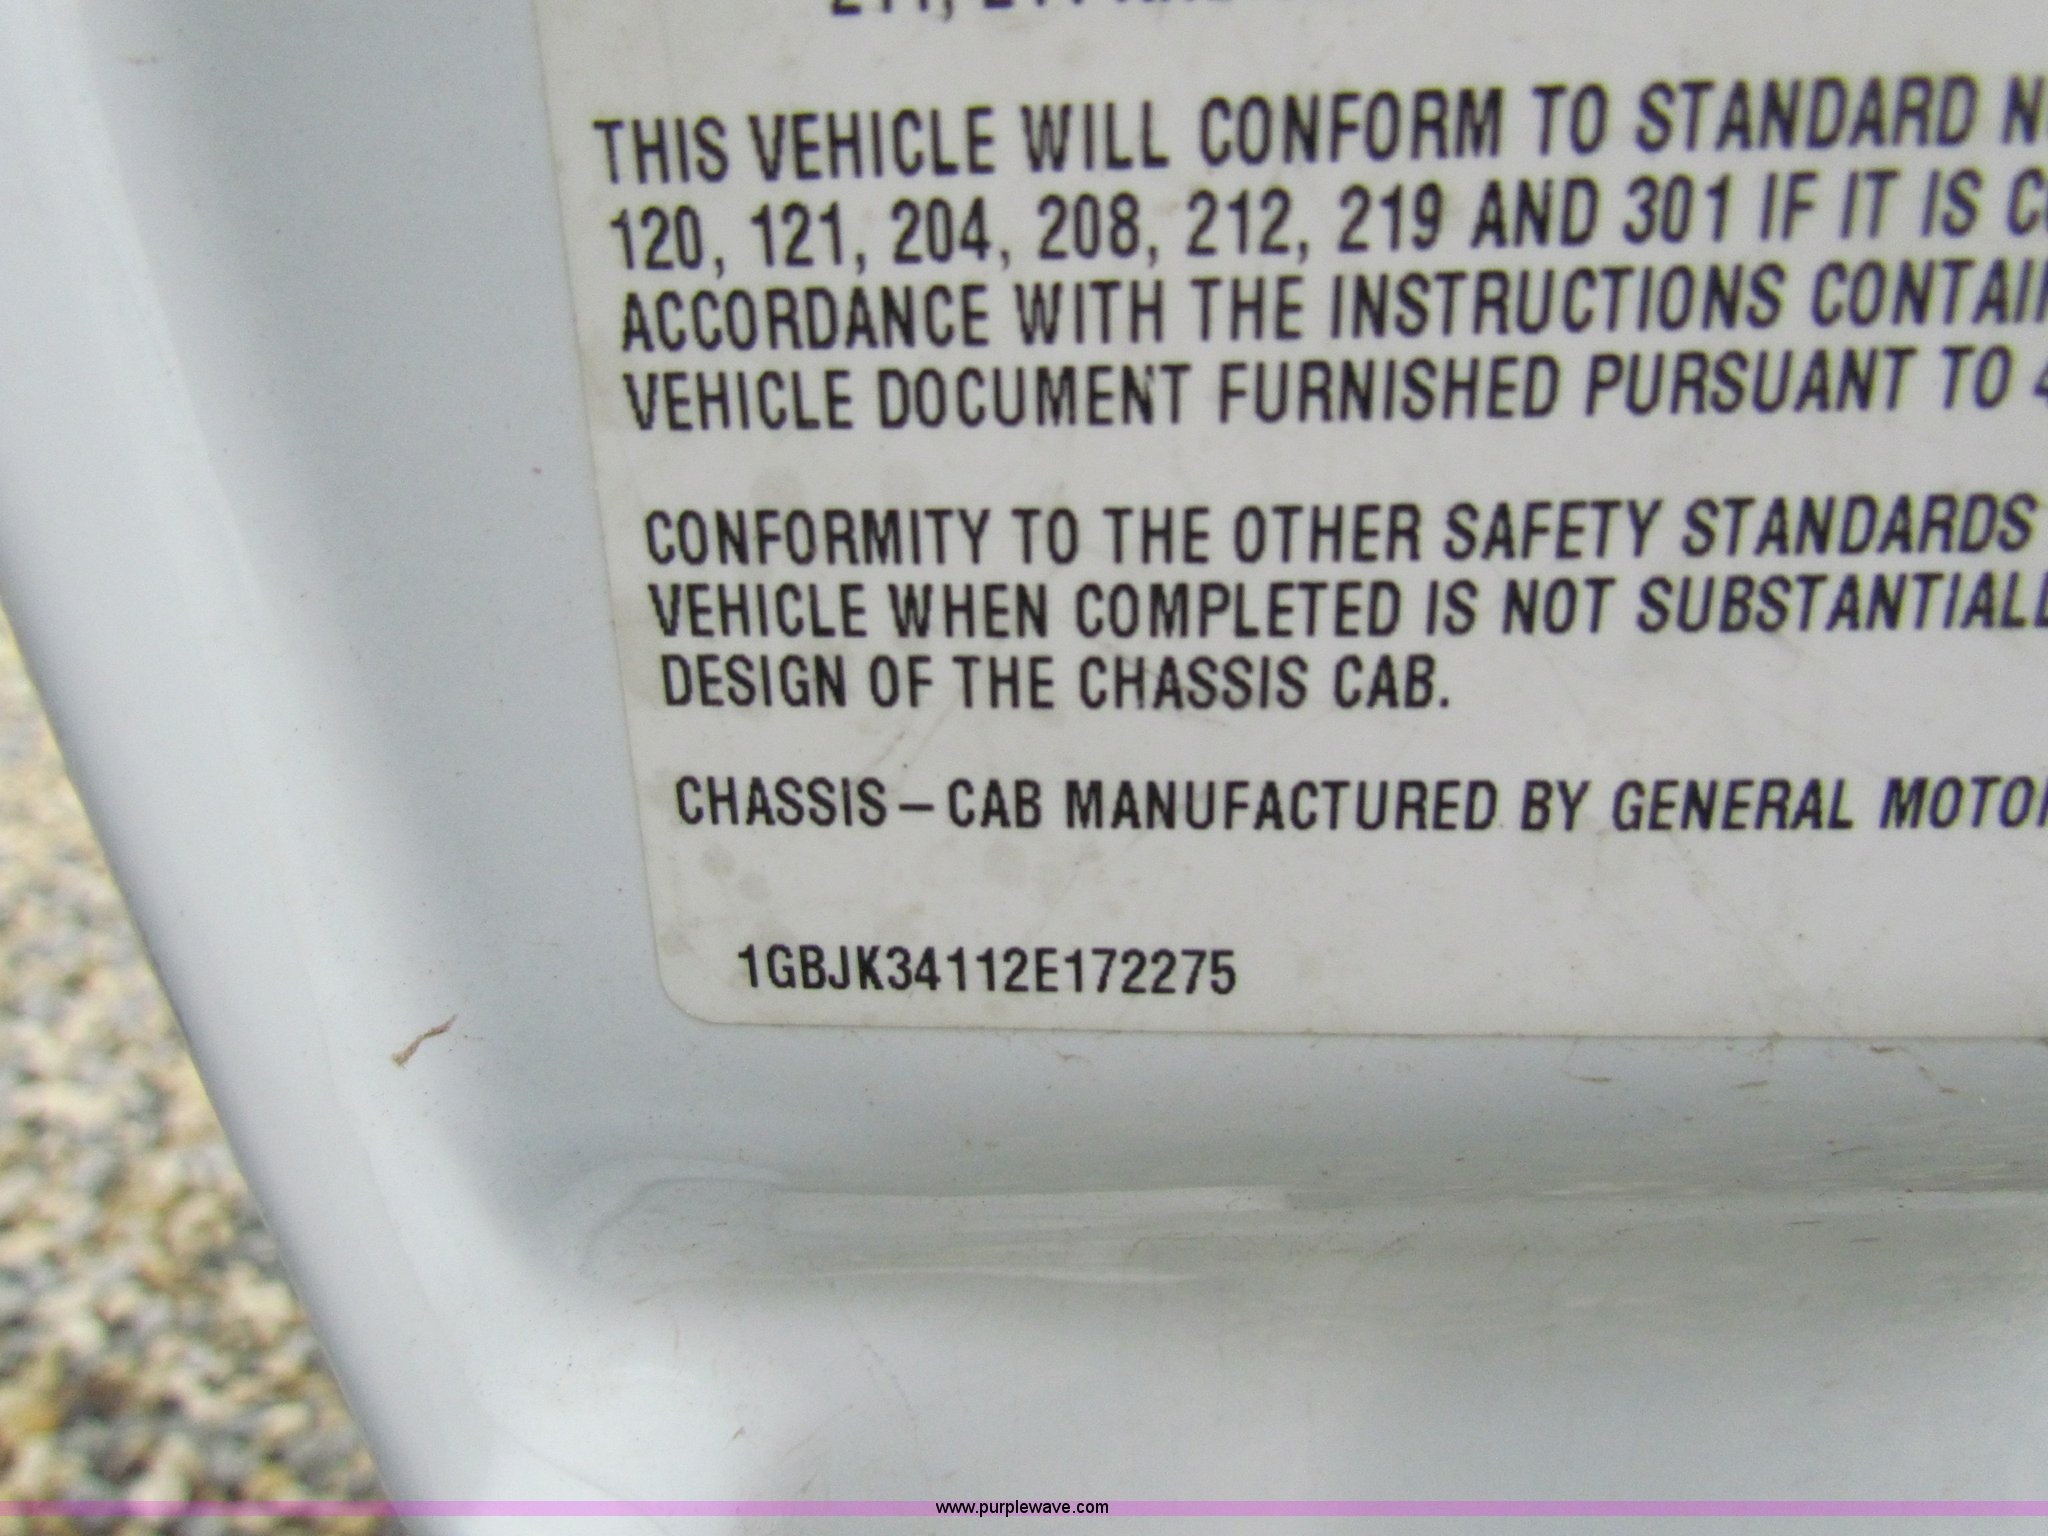 THIS VEHICLE WILL CONFORM TO STANDARD
120, 121, 204, 208, 212, 219 AND 301 IF IT IS
ACCORDANCE WITH THE INSTRUCTIONS
VEHICLE DOCUMENT FURNISHED PURSUANT TO
CONFORMITY TO THE OTHER SAFETY STANDARDS
VEHICLE WHEN COMPLETED IS NOT
DESIGN OF THE CHASSIS CAB.
CHASSIS – CAB MANUFACTURED BY GENERAL
1GBJK34112E172275
www.purplewave.com